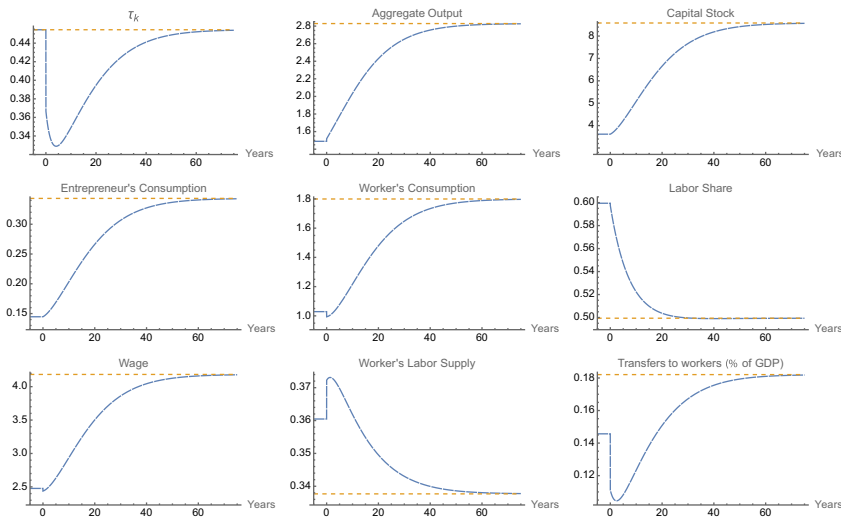 τk Aggregate Output Capital Stock
0.44 2.8 8
0.42 2.6
0.40 2.4 7
0.38 2.2 6
0.36 2.0 5
0.34 1.8 4
1.6
0 20 40 60 Years 0 20 40 60 Years 0 20 40 60 Years
Entrepreneur's Consumption Worker's Consumption Labor Share
0.30 1.8 0.60
0.25 1.6 0.58
0.20 1.4 0.56
0.15 1.2 0.54
1.0 0.52
0.50
0 20 40 60 Years 0 20 40 60 Years 0 20 40 60 Years
Wage Worker's Labor Supply Transfers to workers (% of GDP)
4.0 0.37 0.18
3.5 0.36 0.16
3.0 0.35 0.14
2.5 0.34 0.12
0 20 40 60 Years 0 20 40 60 Years 0 20 40 60 Years